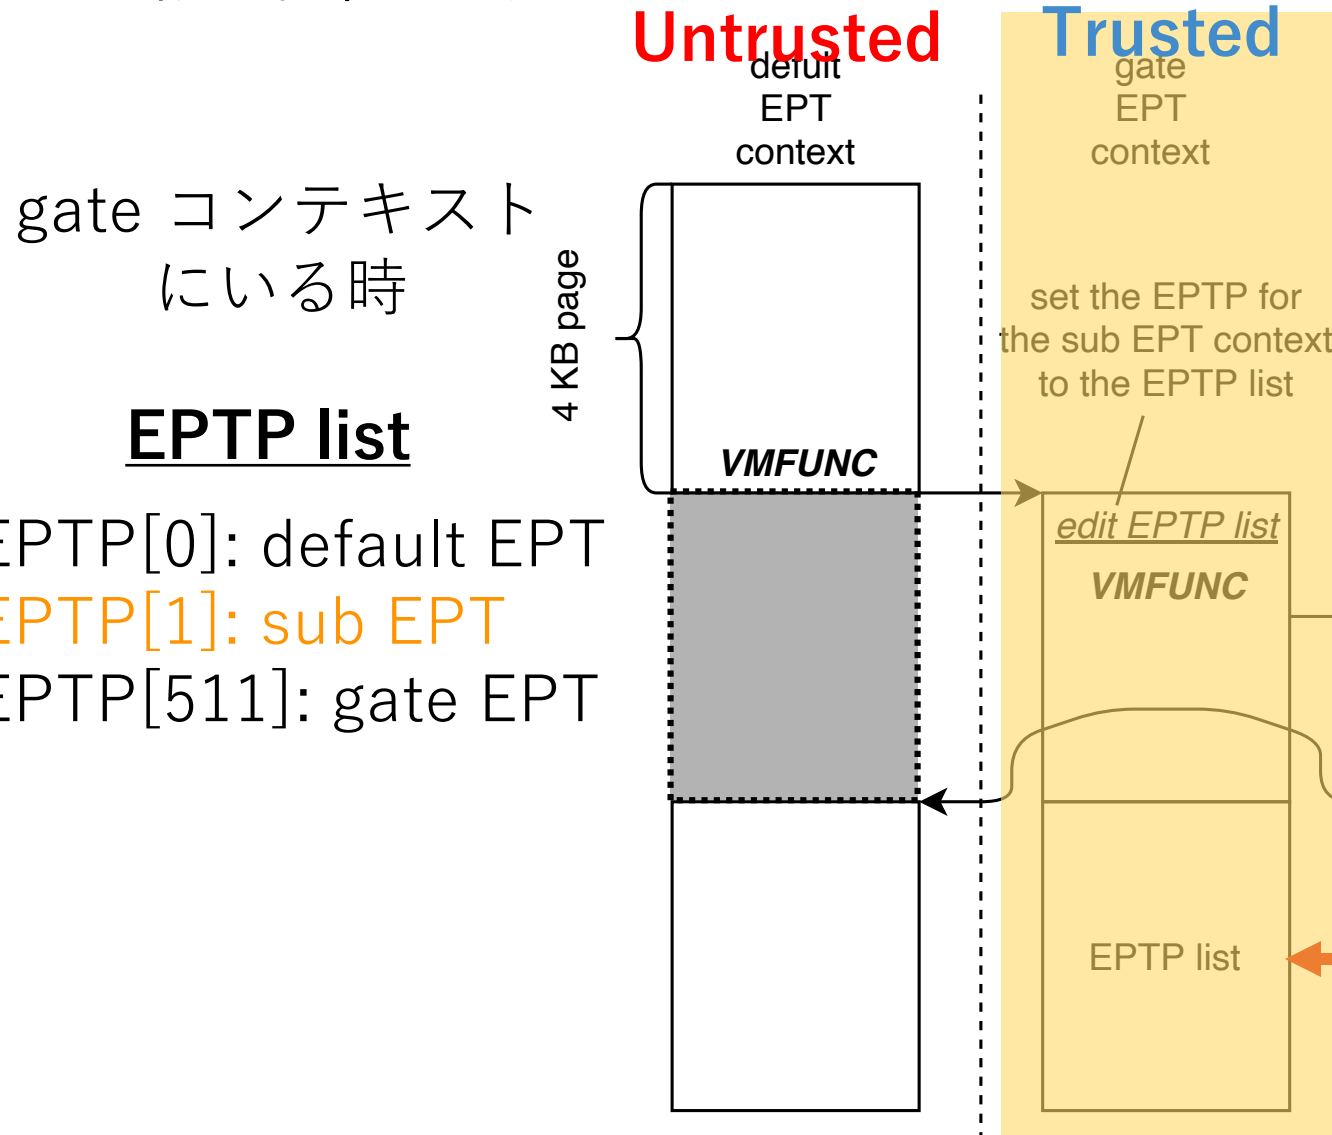 Untrusted
Trusted
defult
EPT
context
gate
EPT
context
gate コンテキスト
にいる時
4 KB page
set the EPTP for
the sub EPT context
to the EPTP list
EPTP list
VMFUNC
edit EPTP list
VMFUNC
EPTP[0]: default EPT
EPTP[1]: sub EPT
EPTP[511]: gate EPT
EPTP list